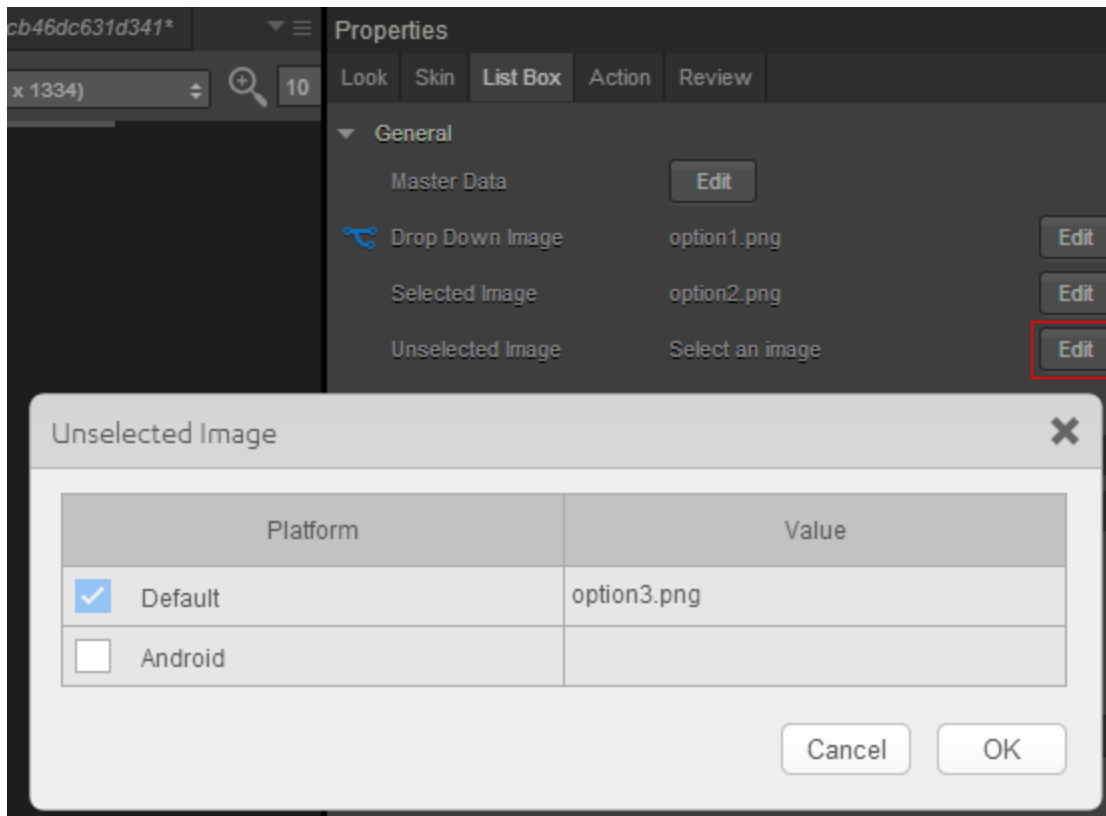 cb46dc631d341*
Properties
x 1334)
10
Look Skin List Box Action Review
General
Master Data Edit
Drop Down Image option1.png Edit
Selected Image option2.png Edit
Unselected Image Select an image Edit
Unselected Image
Platform Value
Default option3.png
Android
Cancel OK